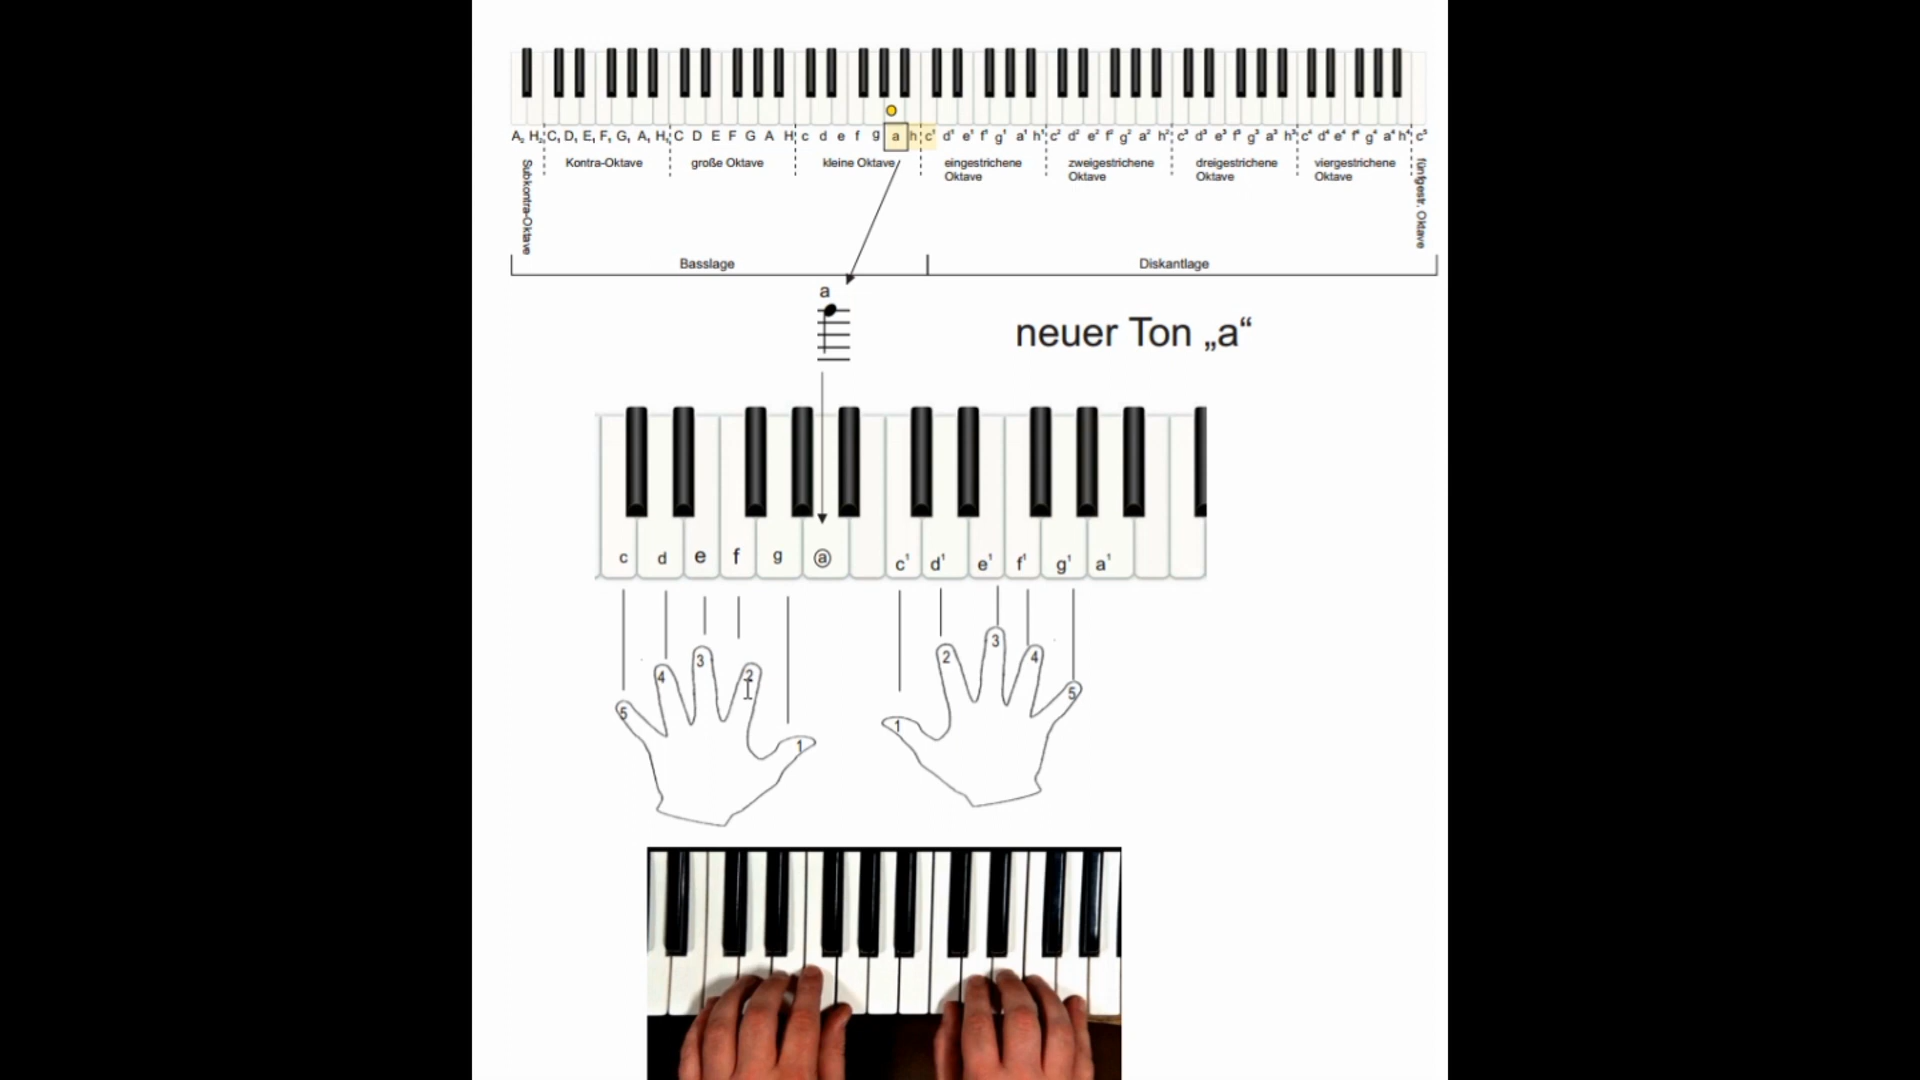 A₂ H₂ C₁ D₁ E₁ F₁ G₁ A₁ H₁ C D E F G A H c d e f g a h c¹ d¹ e¹ f¹ g¹ a¹ h¹ c² d² e² f² g² a² h² c³ d³ e³ f³ g³ a³ h³ c⁴ d⁴ e⁴ f⁴ g⁴ a⁴ h⁴ c⁵
Subkontra-Oktave
Kontra-Oktave
große Oktave
kleine Oktave
eingestrichene
Oktave
zweigestrichene
Oktave
dreigestrichene
Oktave
viergestrichene
Oktave
fünfgestr. Oktave
Basslage
Diskantlage
a
neuer Ton „a“
c d e f g a c¹ d¹ e¹ f¹ g¹ a¹
5 4 3 2 1
1 2 3 4 5